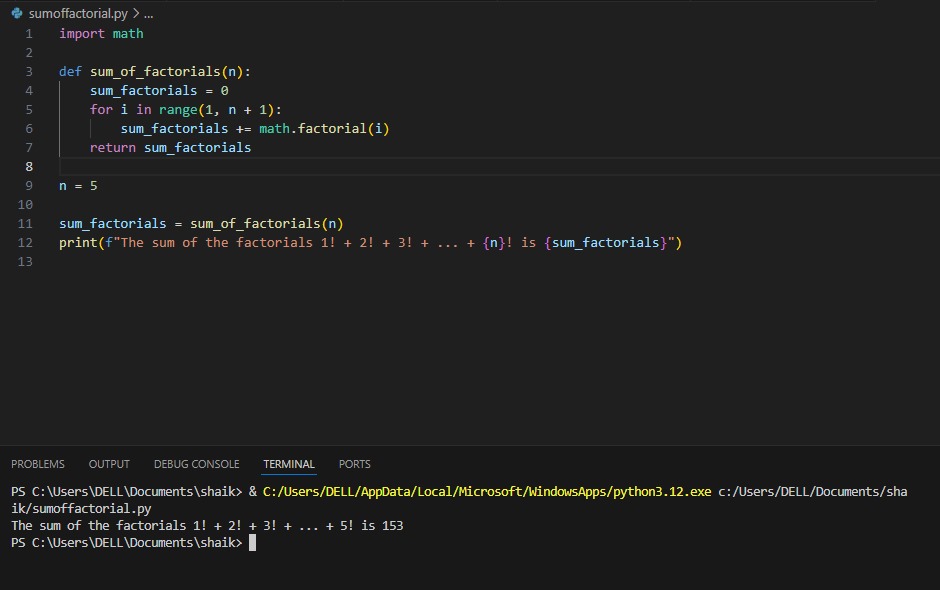 sumoffactorial.py > ...
1 import math
2
3 def sum_of_factorials(n):
4     sum_factorials = 0
5     for i in range(1, n + 1):
6         sum_factorials += math.factorial(i)
7     return sum_factorials
8
9 n = 5
10
11 sum_factorials = sum_of_factorials(n)
12 print(f"The sum of the factorials 1! + 2! + 3! + ... + {n}! is {sum_factorials}")
13
PROBLEMS OUTPUT DEBUG CONSOLE TERMINAL PORTS
PS C:\Users\DELL\Documents\shaik> & C:/Users/DELL/AppData/Local/Microsoft/WindowsApps/python3.12.exe c:/Users/DELL/Documents/sha
ik/sumoffactorial.py
The sum of the factorials 1! + 2! + 3! + ... + 5! is 153
PS C:\Users\DELL\Documents\shaik>